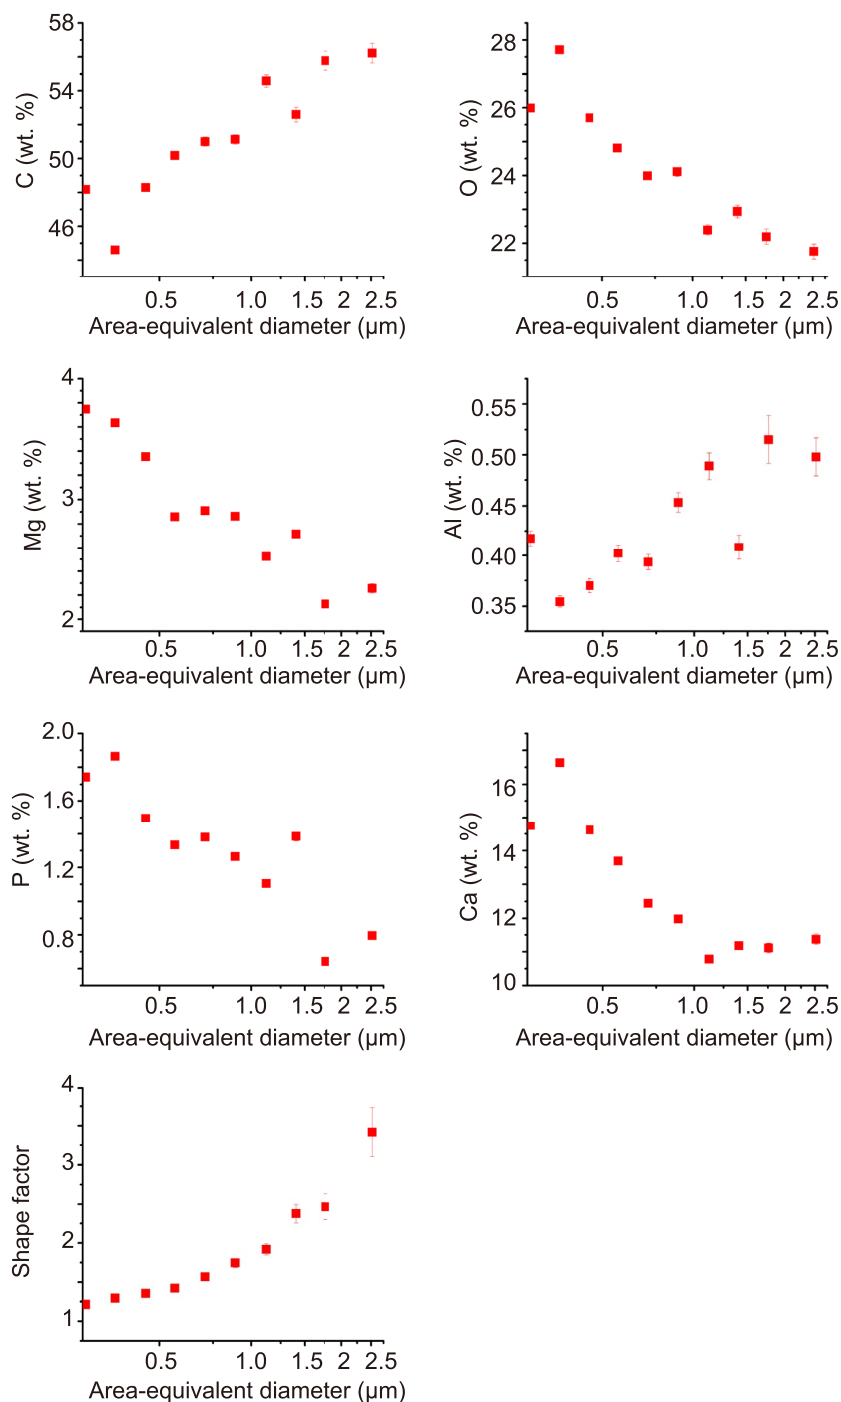 C (wt. %)
58
54
50
46
0.5 1.0 1.5 2 2.5
Area-equivalent diameter (μm)
O (wt. %)
28
26
24
22
0.5 1.0 1.5 2 2.5
Area-equivalent diameter (μm)
Mg (wt. %)
4
3
2
0.5 1.0 1.5 2 2.5
Area-equivalent diameter (μm)
Al (wt. %)
0.55
0.50
0.45
0.40
0.35
0.5 1.0 1.5 2 2.5
Area-equivalent diameter (μm)
P (wt. %)
2.0
1.6
1.2
0.8
0.5 1.0 1.5 2 2.5
Area-equivalent diameter (μm)
Ca (wt. %)
16
14
12
10
0.5 1.0 1.5 2 2.5
Area-equivalent diameter (μm)
Shape factor
4
3
2
1
0.5 1.0 1.5 2 2.5
Area-equivalent diameter (μm)